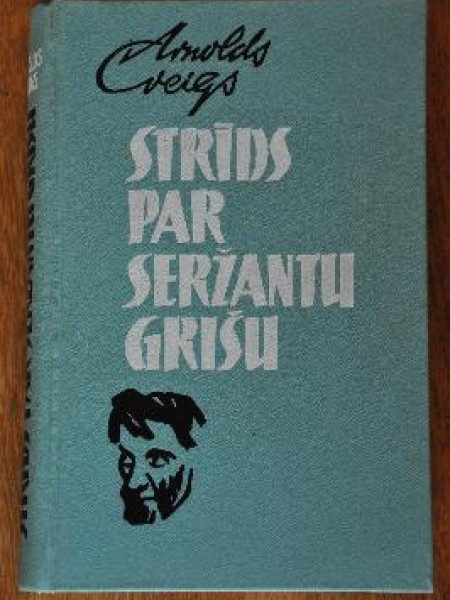 Arnolds
Cveigs
STRĪDS
PAR
SERŽANTU
GRIŠU